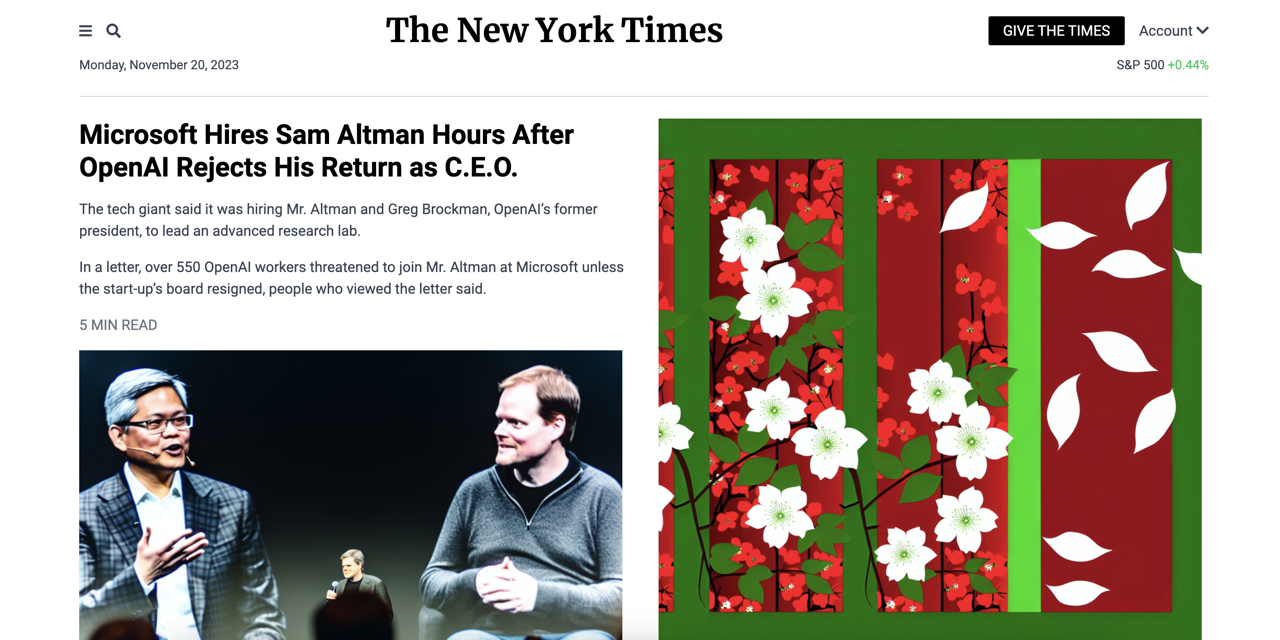 The New York Times
GIVE THE TIMES
Account
Monday, November 20, 2023
S&P 500 +0.44%
Microsoft Hires Sam Altman Hours After
OpenAI Rejects His Return as C.E.O.
The tech giant said it was hiring Mr. Altman and Greg Brockman, OpenAI’s former
president, to lead an advanced research lab.
In a letter, over 550 OpenAI workers threatened to join Mr. Altman at Microsoft unless
the start-up’s board resigned, people who viewed the letter said.
5 MIN READ